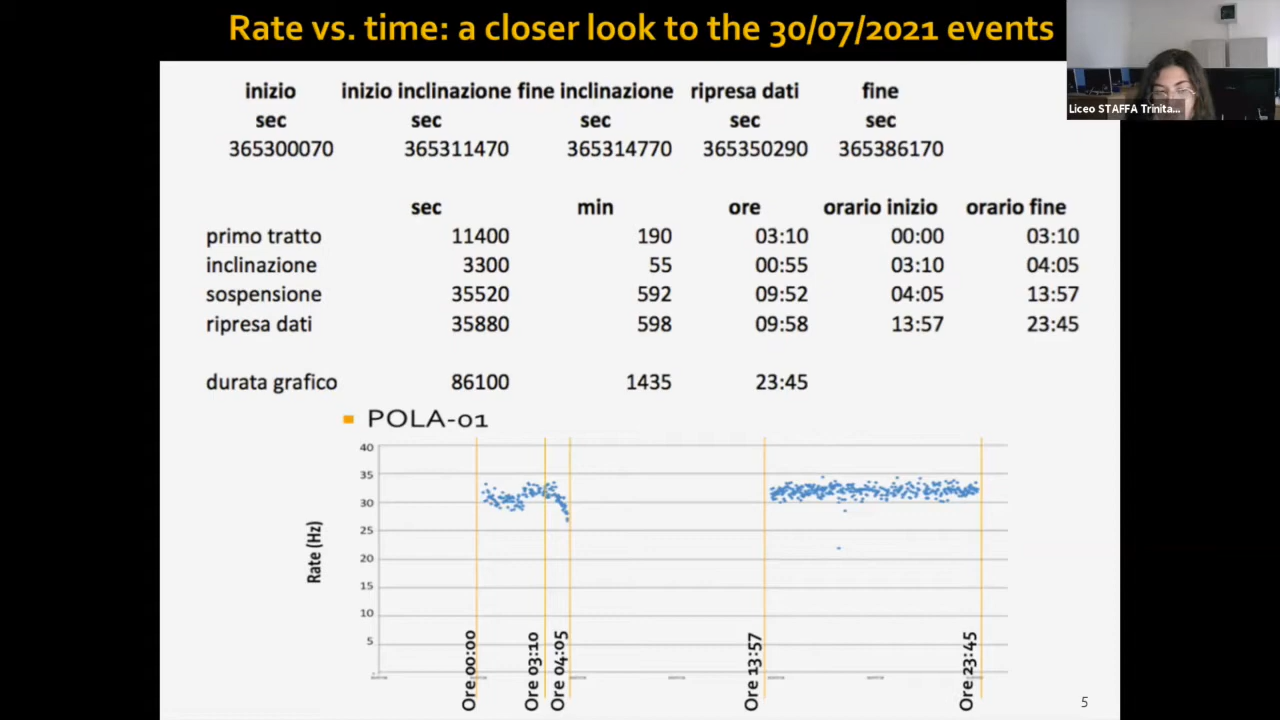 Rate vs. time: a closer look to the 30/07/2021 events
Liceo STAFFA Trinita...
inizio inizio inclinazione fine inclinazione ripresa dati fine
sec sec sec sec sec
365300070 365311470 365314770 365350290 365386170
sec min ore orario inizio orario fine
primo tratto 11400 190 03:10 00:00 03:10
inclinazione 3300 55 00:55 03:10 04:05
sospensione 35520 592 09:52 04:05 13:57
ripresa dati 35880 598 09:58 13:57 23:45
durata grafico 86100 1435 23:45
POLA-01
40
35
30
25
20
15
10
5
Rate (Hz)
Ore 00:00
Ore 03:10
Ore 04:05
Ore 13:57
Ore 23:45
5